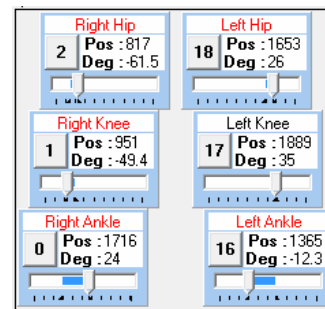 Right Hip
2 Pos :817
Deg :-61.5
Left Hip
18 Pos :1653
Deg :26
Right Knee
1 Pos :951
Deg :-49.4
Left Knee
17 Pos :1889
Deg :35
Right Ankle
0 Pos :1716
Deg :24
Left Ankle
16 Pos :1365
Deg :-12.3